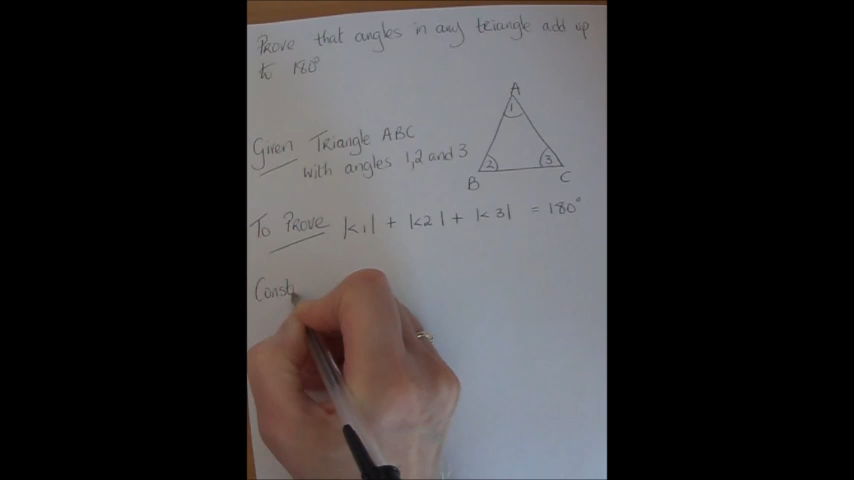 Prove that angles in any triangle add up
to 180°
A
1
Given Triangle ABC
with angles 1,2 and 3
2
3
B
C
To Prove |<1| + |<2| + |<3| = 180°
Const